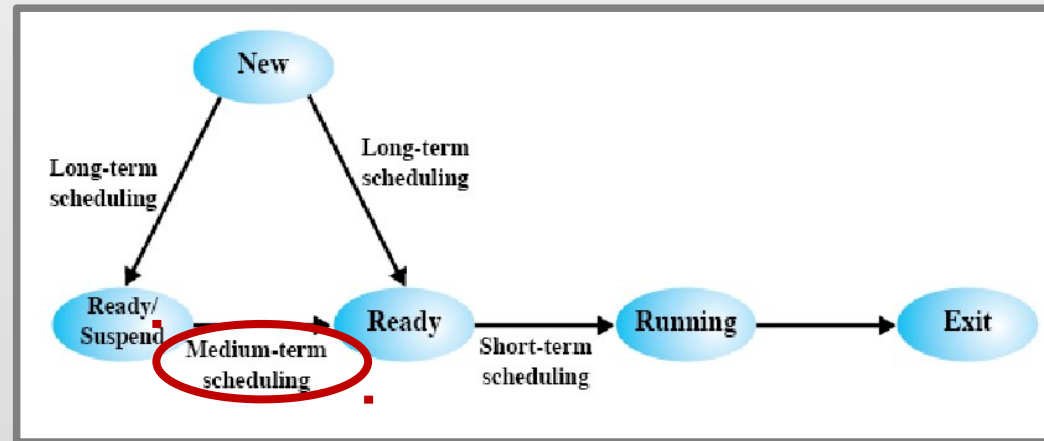 New
Long-term
scheduling
Long-term
scheduling
Ready/
Suspend
Medium-term
scheduling
Ready
Short-term
scheduling
Running
Exit